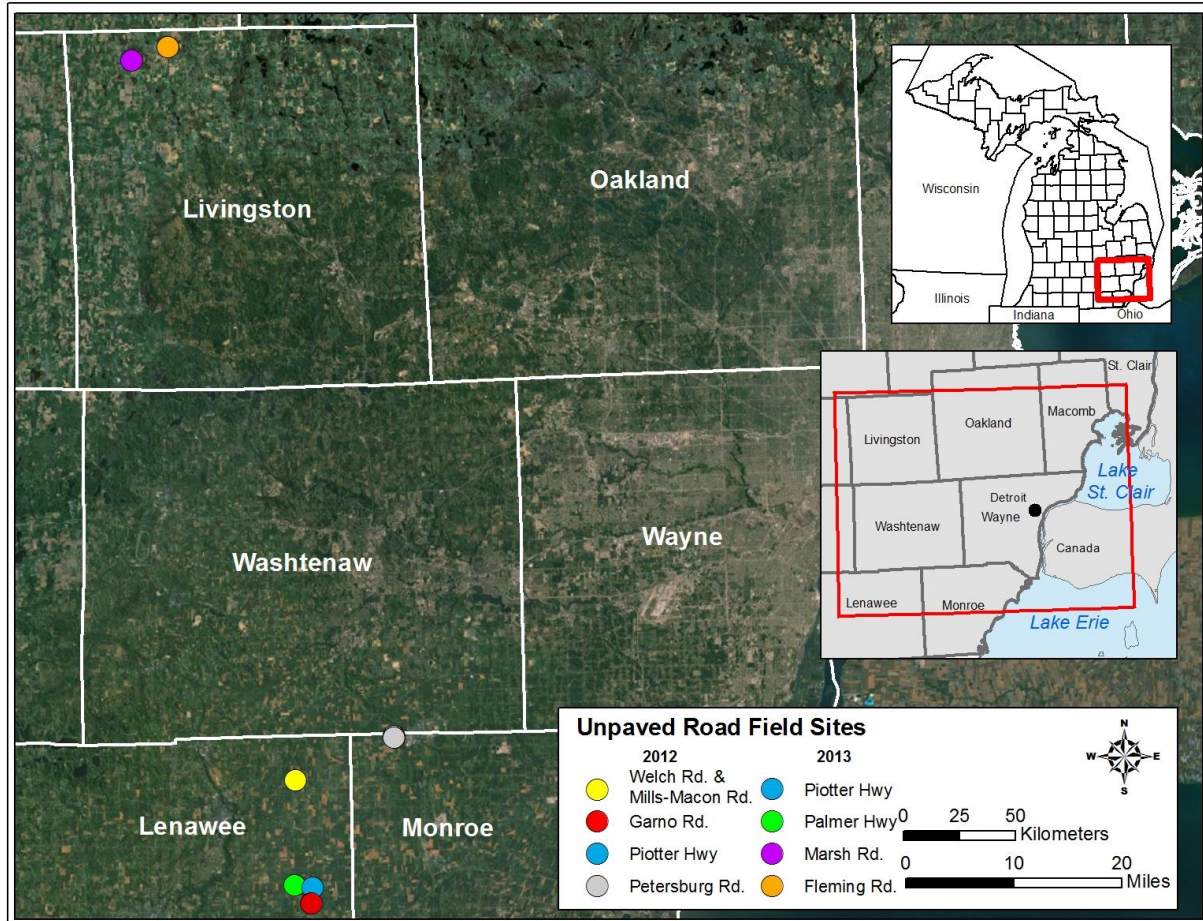 Livingston
Oakland
Washtenaw
Wayne
Lenawee
Monroe
Wisconsin
Illinois
Indiana
Ohio
St. Clair
Macomb
Oakland
Livingston
Lake
St. Clair
Detroit
Wayne
Washtenaw
Canada
Lenawee
Monroe
Lake Erie
Unpaved Road Field Sites
2012
Welch Rd. &
Mills-Macon Rd.
Garno Rd.
Piotter Hwy
Petersburg Rd.
2013
Piotter Hwy
Palmer Hwy
Marsh Rd.
Fleming Rd.
N
W E
S
0 25 50
Kilometers
0 10 20
Miles